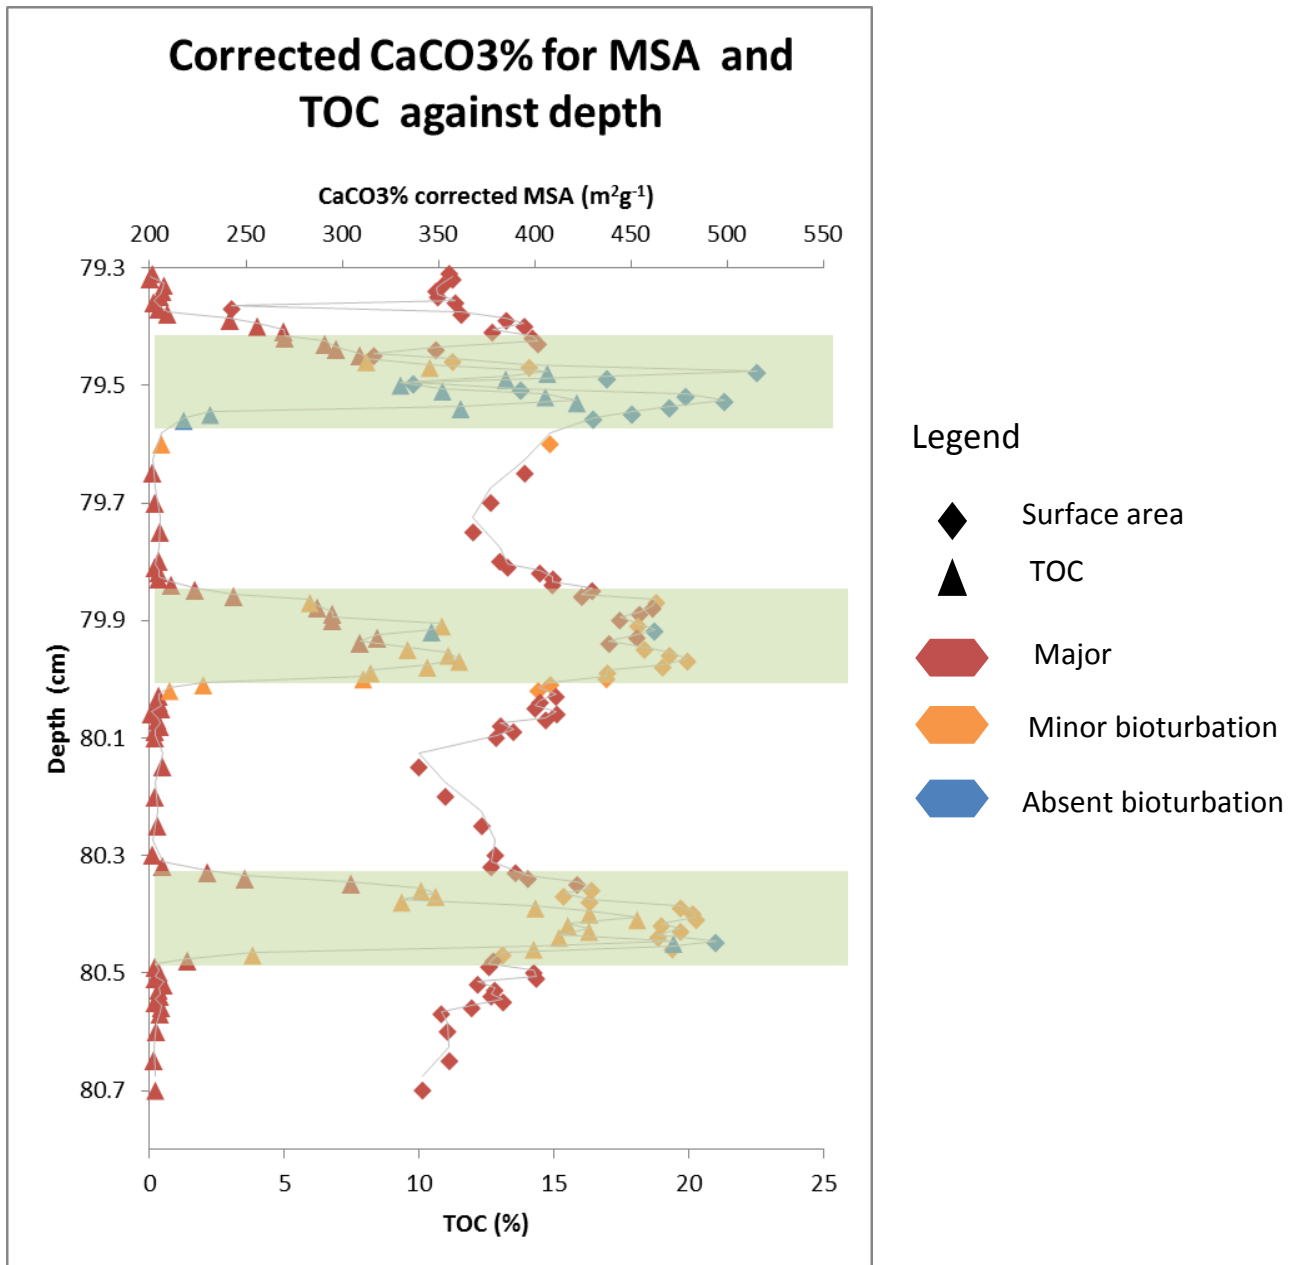 Corrected CaCO3% for MSA and
TOC against depth
CaCO3% corrected MSA (m²g⁻¹)
200 250 300 350 400 450 500 550
79.3
79.5
79.7
79.9
80.1
80.3
80.5
80.7
Depth (cm)
0 5 10 15 20 25
TOC (%)
Legend
Surface area
TOC
Major
Minor bioturbation
Absent bioturbation